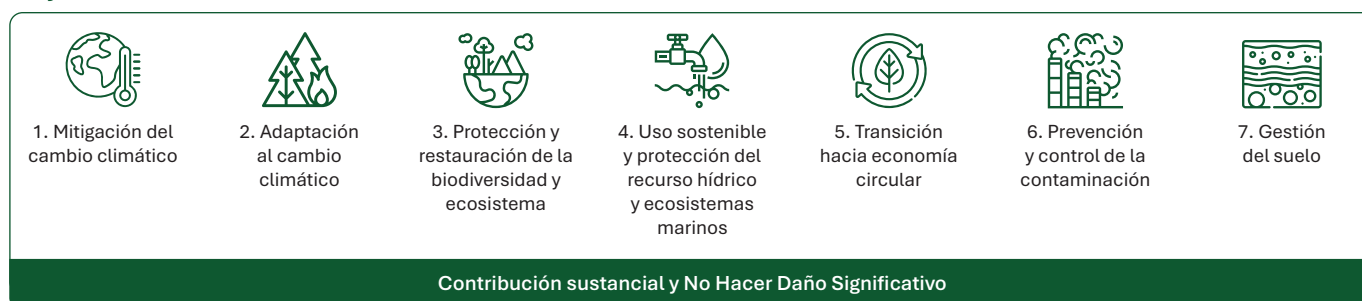 1. Mitigación del
cambio climático
2. Adaptación
al cambio
climático
3. Protección y
restauración de la
biodiversidad y
ecosistema
4. Uso sostenible
y protección del
recurso hídrico
y ecosistemas
marinos
5. Transición
hacia economía
circular
6. Prevención
y control de la
contaminación
7. Gestión
del suelo
Contribución sustancial y No Hacer Daño Significativo